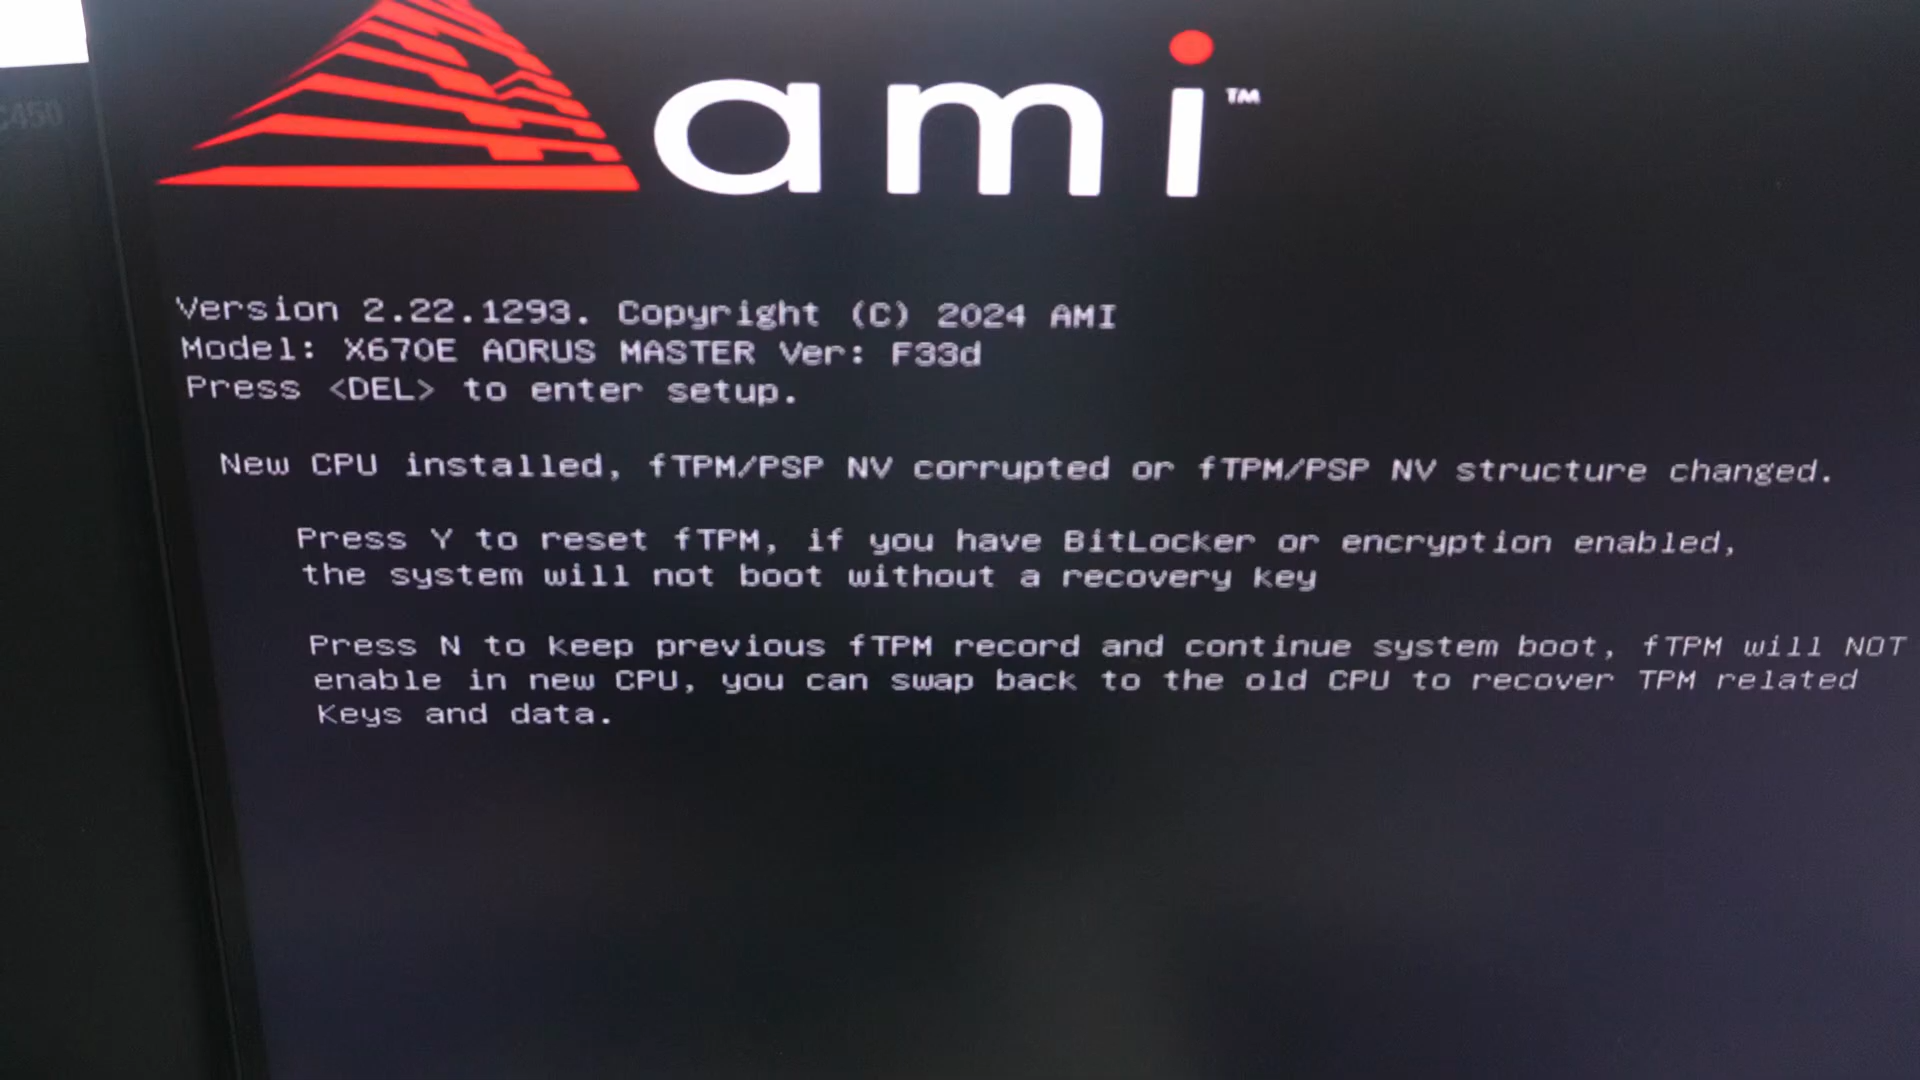 C450
ami™
Version 2.22.1293. Copyright (C) 2024 AMI
Model: X670E AORUS MASTER Ver: F33d
Press <DEL> to enter setup.
New CPU installed, fTPM/PSP NV corrupted or fTPM/PSP NV structure changed.
Press Y to reset fTPM, if you have BitLocker or encryption enabled,
the system will not boot without a recovery key
Press N to keep previous fTPM record and continue system boot, fTPM will NOT
enable in new CPU, you can swap back to the old CPU to recover TPM related
Keys and data.